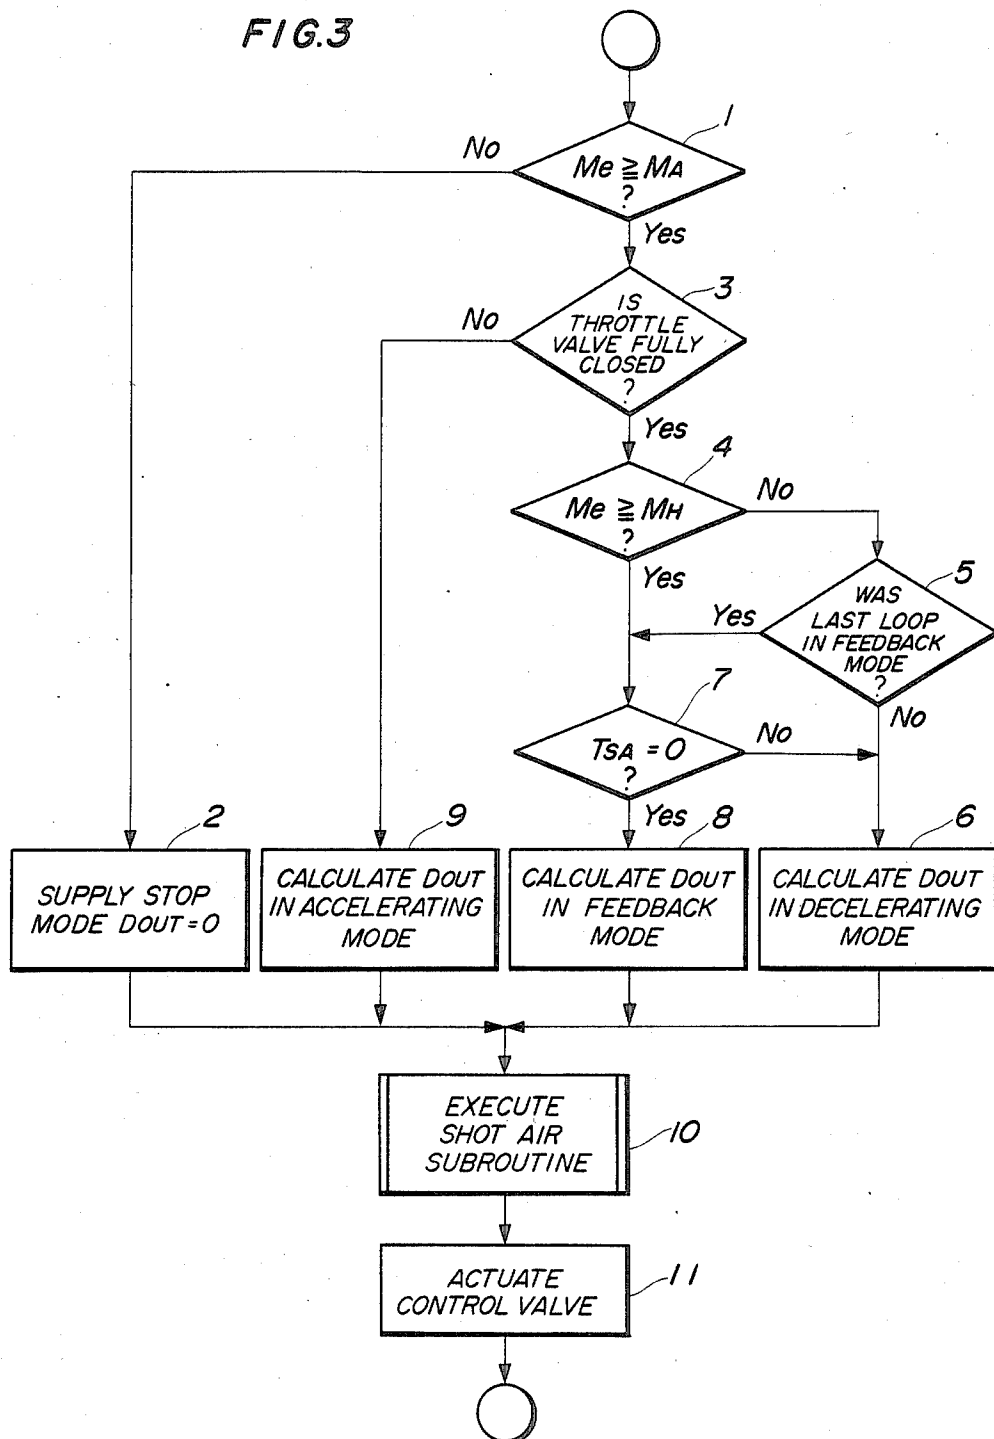 FIG.3
1
No
Me ≧ MA
?
Yes
3
No
IS
THROTTLE
VALVE FULLY
CLOSED
?
Yes
4
No
Me ≧ MH
?
Yes
5
WAS
LAST LOOP
IN FEEDBACK
MODE
?
Yes
No
7
TSA = 0
?
No
Yes
2
SUPPLY STOP
MODE DOUT = 0
9
CALCULATE DOUT
IN ACCELERATING
MODE
8
CALCULATE DOUT
IN FEEDBACK
MODE
6
CALCULATE DOUT
IN DECELERATING
MODE
EXECUTE
SHOT AIR
SUBROUTINE
10
ACTUATE
CONTROL VALVE
11